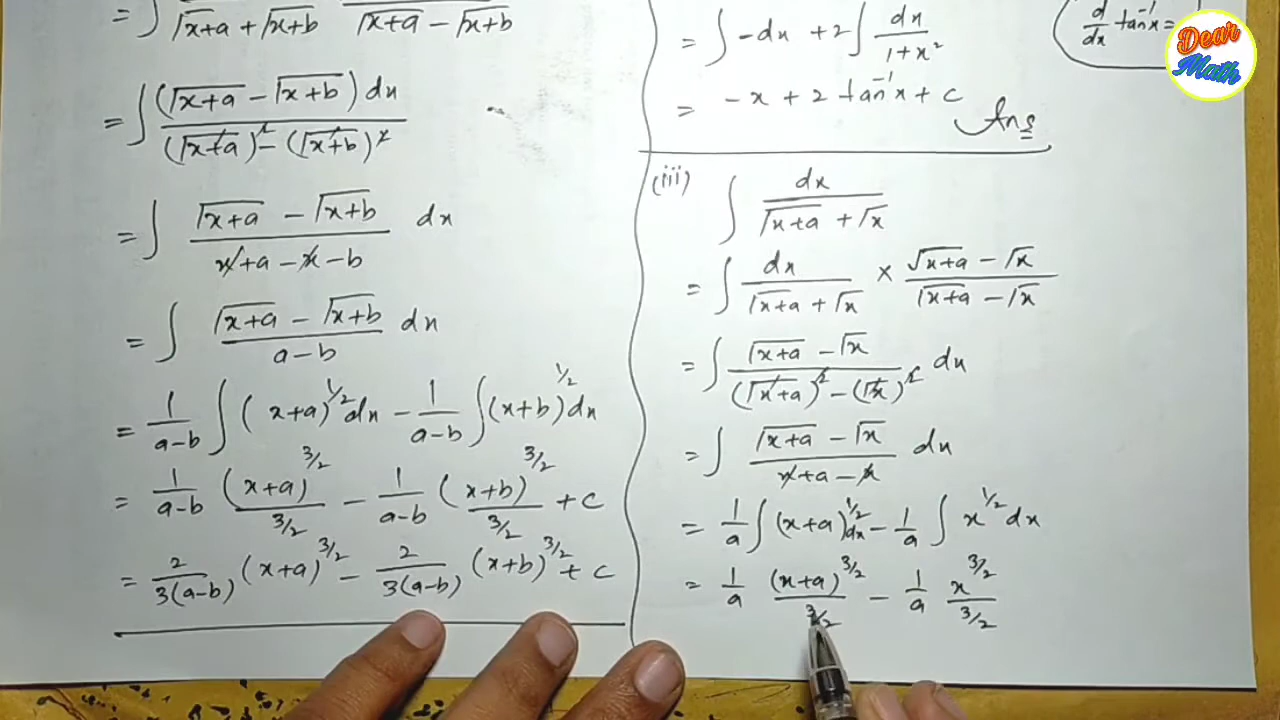 = ∫ 1/(√(x+a) + √(x+b)) (√(x+a) − √(x+b))
= ∫ (√(x+a) − √(x+b)) dx / ((√(x+a))² − (√(x+b))²)
= ∫ (√(x+a) − √(x+b)) / (x+a−x−b) dx
= ∫ (√(x+a) − √(x+b)) / (a−b) dx
= 1/(a−b) ∫ (x+a)^(1/2) dx − 1/(a−b) ∫ (x+b)^(1/2) dx
= 1/(a−b) (x+a)^(3/2) / (3/2) − 1/(a−b) (x+b)^(3/2) / (3/2) + c
= 2/(3(a−b)) (x+a)^(3/2) − 2/(3(a−b)) (x+b)^(3/2) + c
= ∫ −dx + 2 ∫ dx/(1+x²)
d/dx tan⁻¹x =
= −x + 2 tan⁻¹x + c Ans
(iii) ∫ dx / (√(x+a) + √x)
= ∫ dx / (√(x+a) + √x) × (√(x+a) − √x) / (√(x+a) − √x)
= ∫ (√(x+a) − √x) / ((√(x+a))² − (√x)²) dx
= ∫ (√(x+a) − √x) / (x+a−x) dx
= 1/a ∫ (x+a)^(1/2) dx − 1/a ∫ x^(1/2) dx
= 1/a (x+a)^(3/2) / (3/2) − 1/a x^(3/2) / (3/2)
Dear
Math